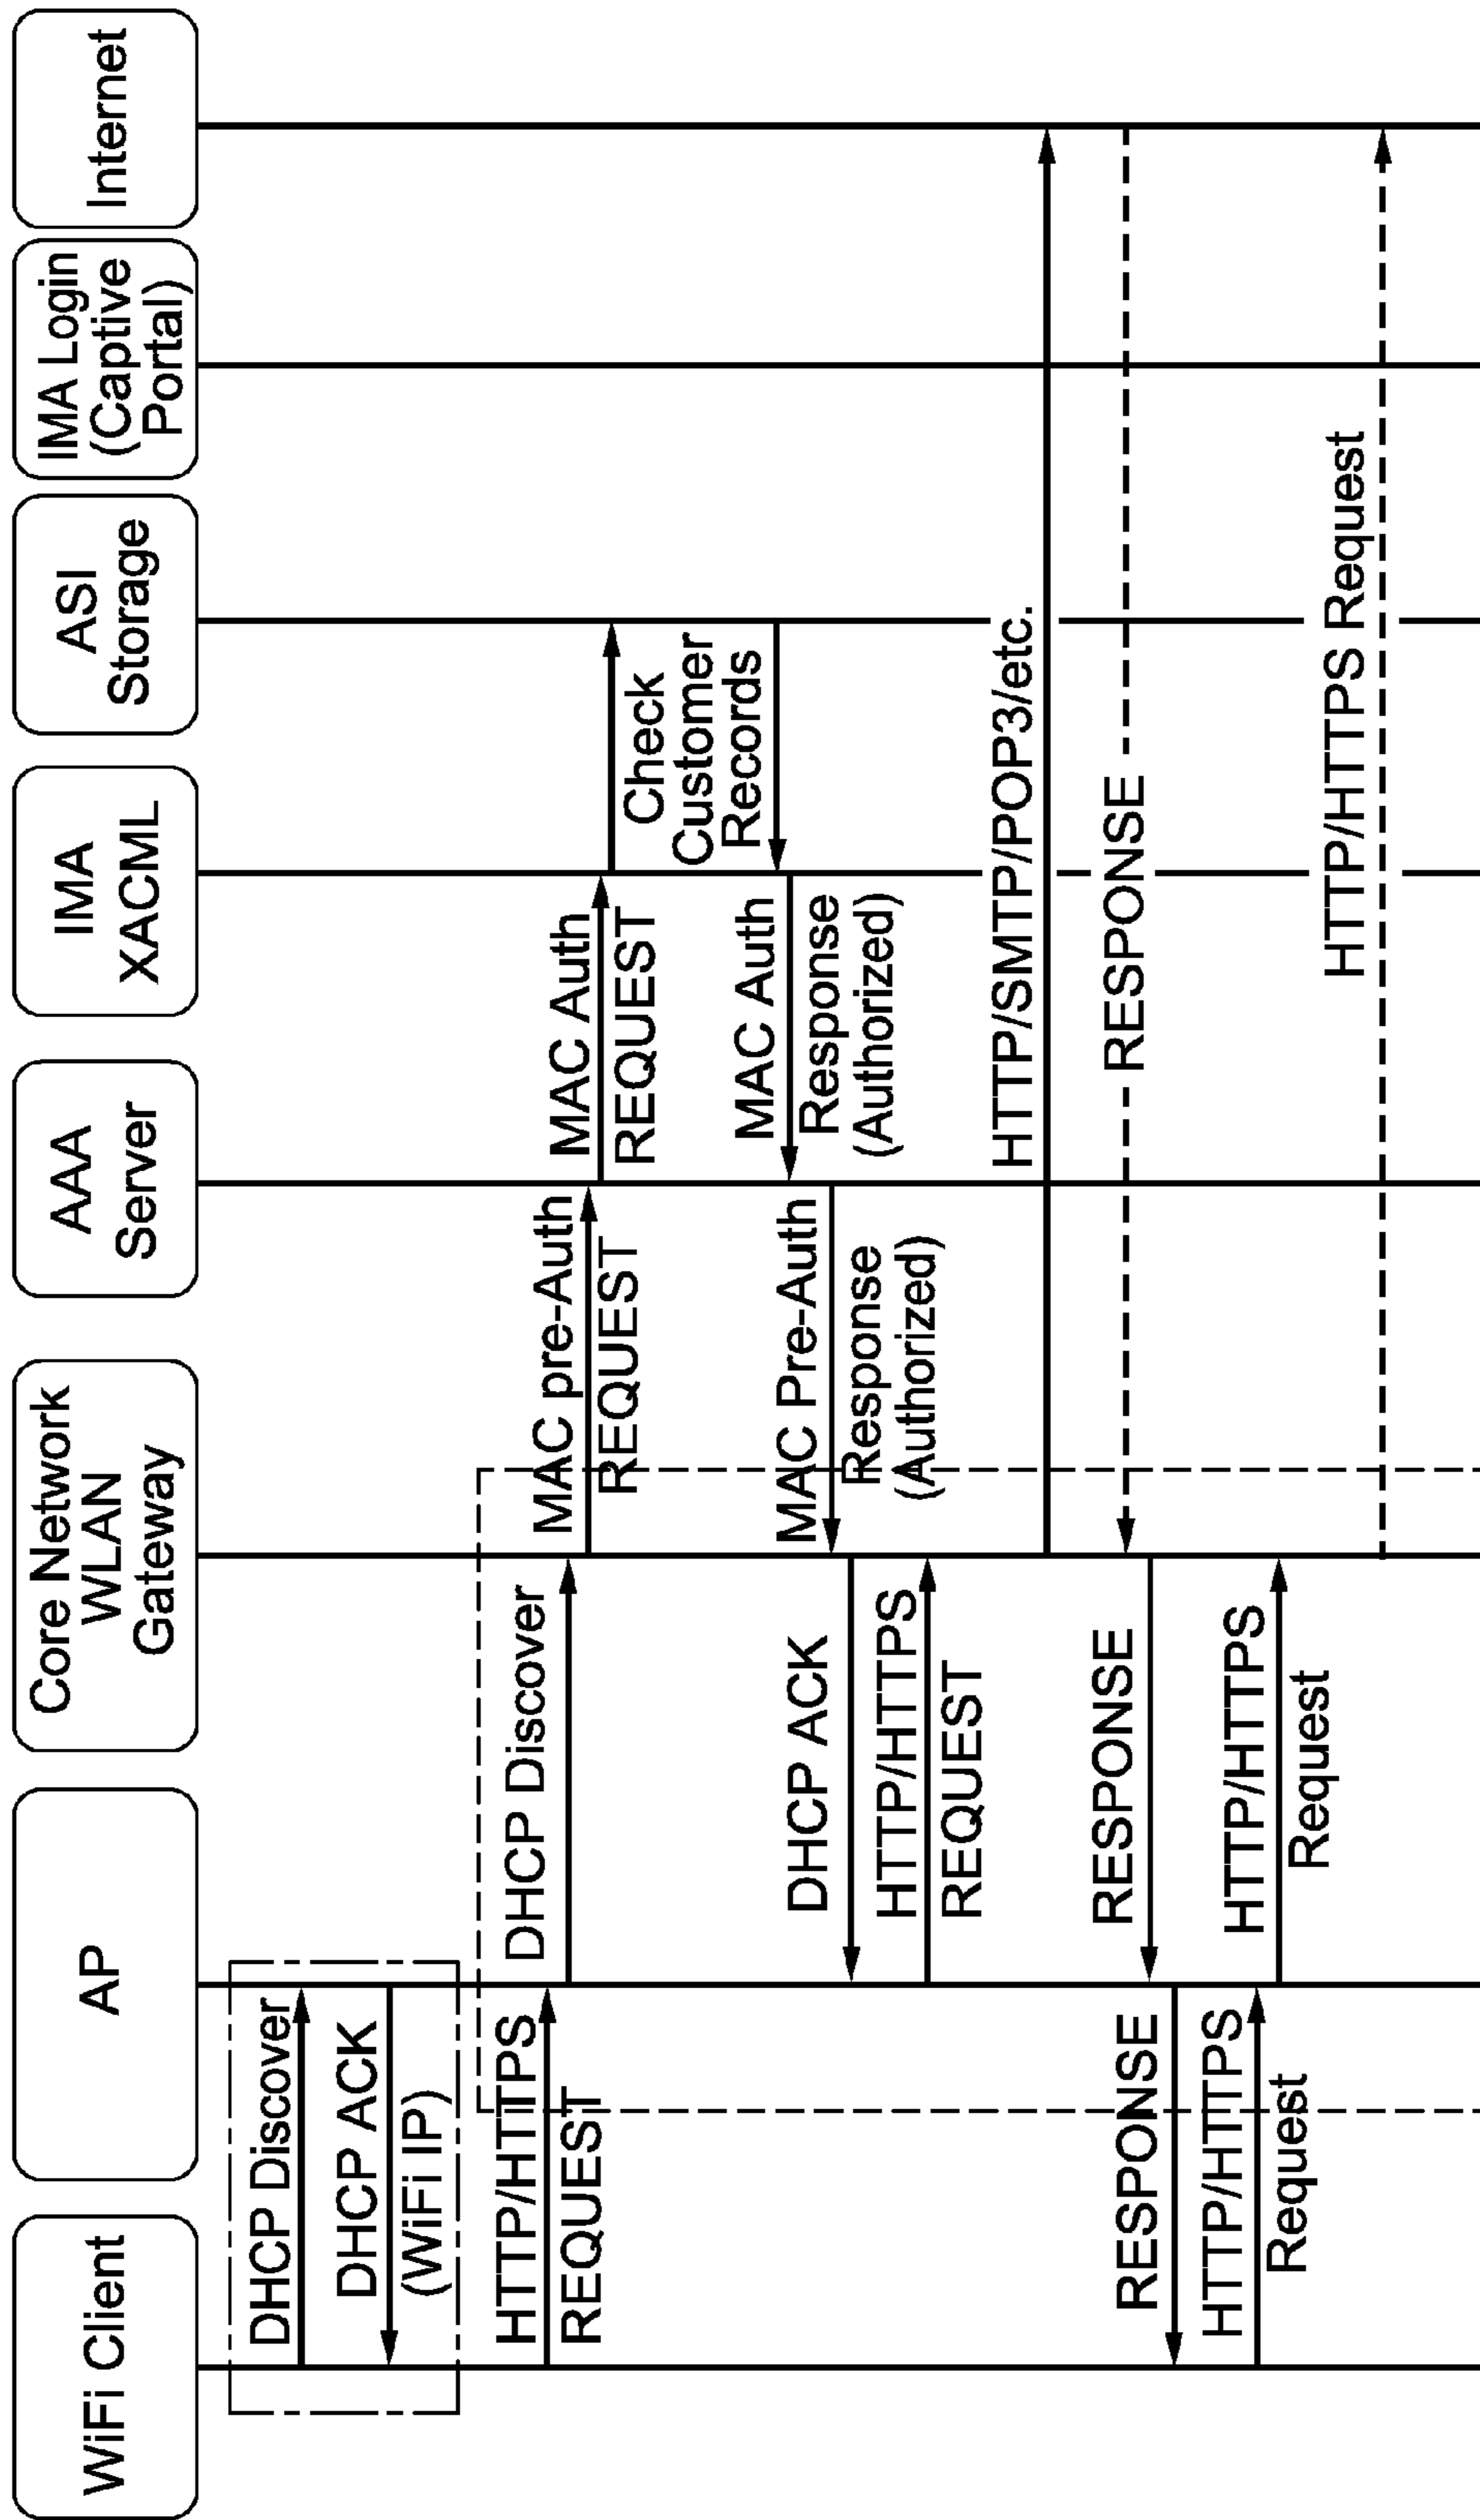 WiFi Client
AP
Core Network
WLAN
Gateway
AAA
Server
IMA
XACML
ASI
Storage
IMA Login
(Captive
Portal)
Internet
DHCP Discover
DHCP ACK
(WiFi IP)
HTTP/HTTPS
REQUEST
DHCP Discover
MAC pre-Auth
REQUEST
MAC Auth
REQUEST
Check
Customer
Records
MAC Auth
Response
(Authorized)
MAC Pre-Auth
Response
(Authorized)
DHCP ACK
HTTP/HTTPS
REQUEST
HTTP/SMTP/POP3/etc.
RESPONSE
RESPONSE
RESPONSE
HTTP/HTTPS
Request
HTTP/HTTPS
Request
HTTP/HTTPS Request